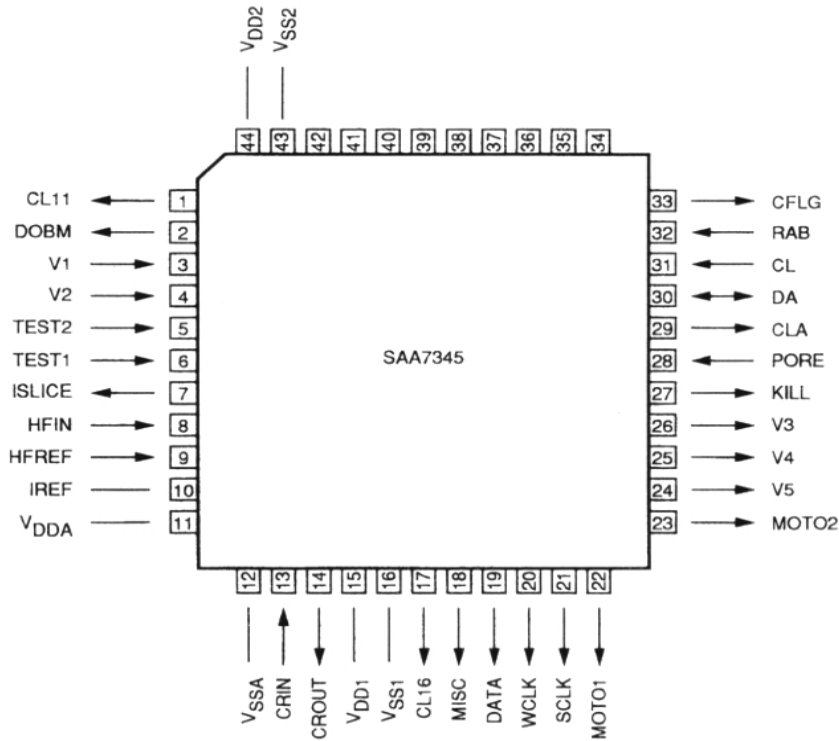 VDD2
VSS2
44 43 42 41 40 39 38 37 36 35 34
CL11 1
DOBM 2
V1 3
V2 4
TEST2 5
TEST1 6
ISLICE 7
HFIN 8
HFREF 9
IREF 10
VDDA 11
SAA7345
33 CFLG
32 RAB
31 CL
30 DA
29 CLA
28 PORE
27 KILL
26 V3
25 V4
24 V5
23 MOTO2
12 13 14 15 16 17 18 19 20 21 22
VSSA
CRIN
CROUT
VDD1
VSS1
CL16
MISC
DATA
WCLK
SCLK
MOTO1